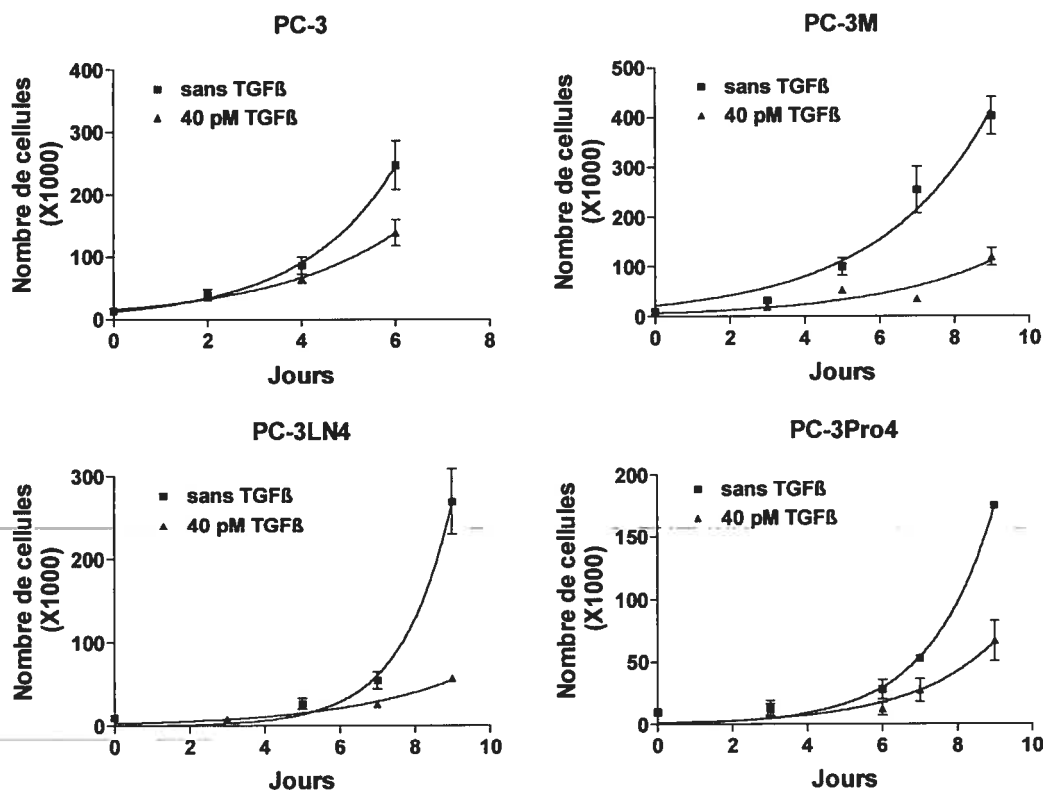 PC-3
Nombre de cellules
(X1000)
400
300
200
100
0
sans TGFß
40 pM TGFß
0 2 4 6 8
Jours
PC-3M
Nombre de cellules
(X1000)
500
400
300
200
100
0
sans TGFß
40 pM TGFß
0 2 4 6 8 10
Jours
PC-3LN4
Nombre de cellules
(X1000)
300
200
100
0
sans TGFß
40 pM TGFß
0 2 4 6 8 10
Jours
PC-3Pro4
Nombre de cellules
(X1000)
200
150
100
50
0
sans TGFß
40 pM TGFß
0 2 4 6 8 10
Jours